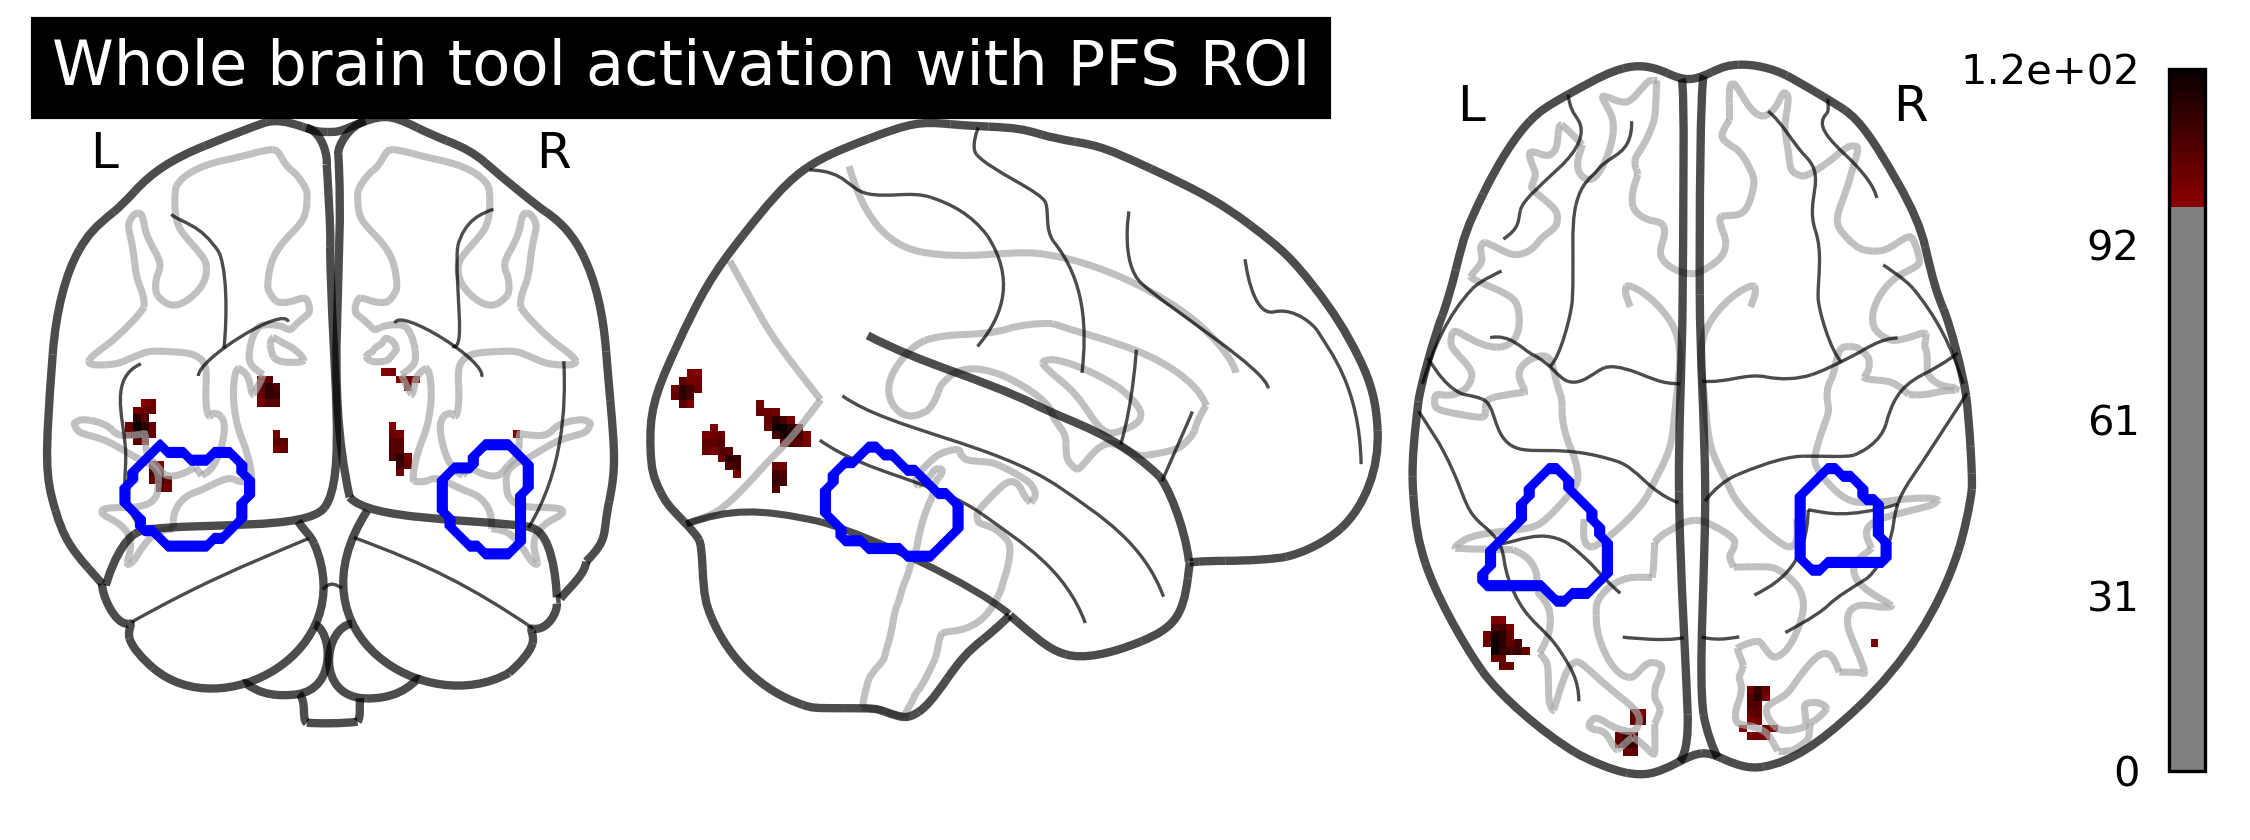 Whole brain tool activation with PFS ROI
L R
L R
1.2e+02
92
61
31
0